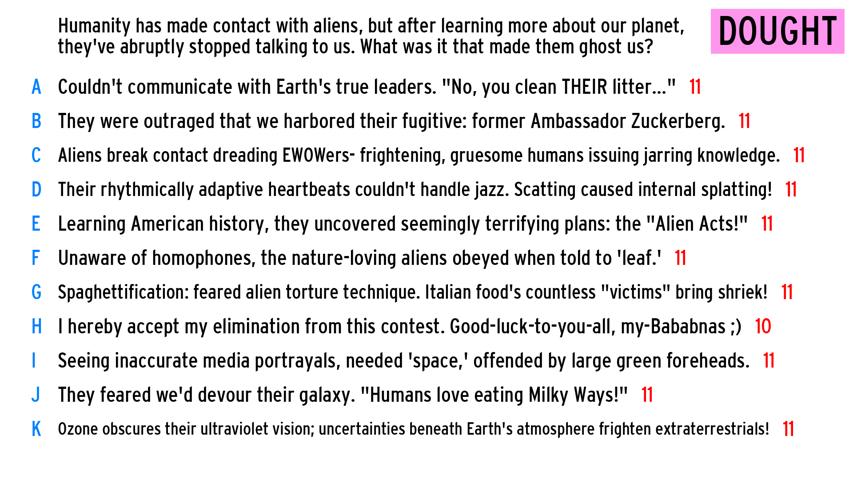 Humanity has made contact with aliens, but after learning more about our planet,
they've abruptly stopped talking to us. What was it that made them ghost us?
DOUGHT
A Couldn't communicate with Earth's true leaders. "No, you clean THEIR litter..." 11
B They were outraged that we harbored their fugitive: former Ambassador Zuckerberg. 11
C Aliens break contact dreading EWOWers- frightening, gruesome humans issuing jarring knowledge. 11
D Their rhythmically adaptive heartbeats couldn't handle jazz. Scatting caused internal splatting! 11
E Learning American history, they uncovered seemingly terrifying plans: the "Alien Acts!" 11
F Unaware of homophones, the nature-loving aliens obeyed when told to 'leaf.' 11
G Spaghettification: feared alien torture technique. Italian food's countless "victims" bring shriek! 11
H I hereby accept my elimination from this contest. Good-luck-to-you-all, my-Bababnas ;) 10
I Seeing inaccurate media portrayals, needed 'space,' offended by large green foreheads. 11
J They feared we'd devour their galaxy. "Humans love eating Milky Ways!" 11
K Ozone obscures their ultraviolet vision; uncertainties beneath Earth's atmosphere frighten extraterrestrials! 11